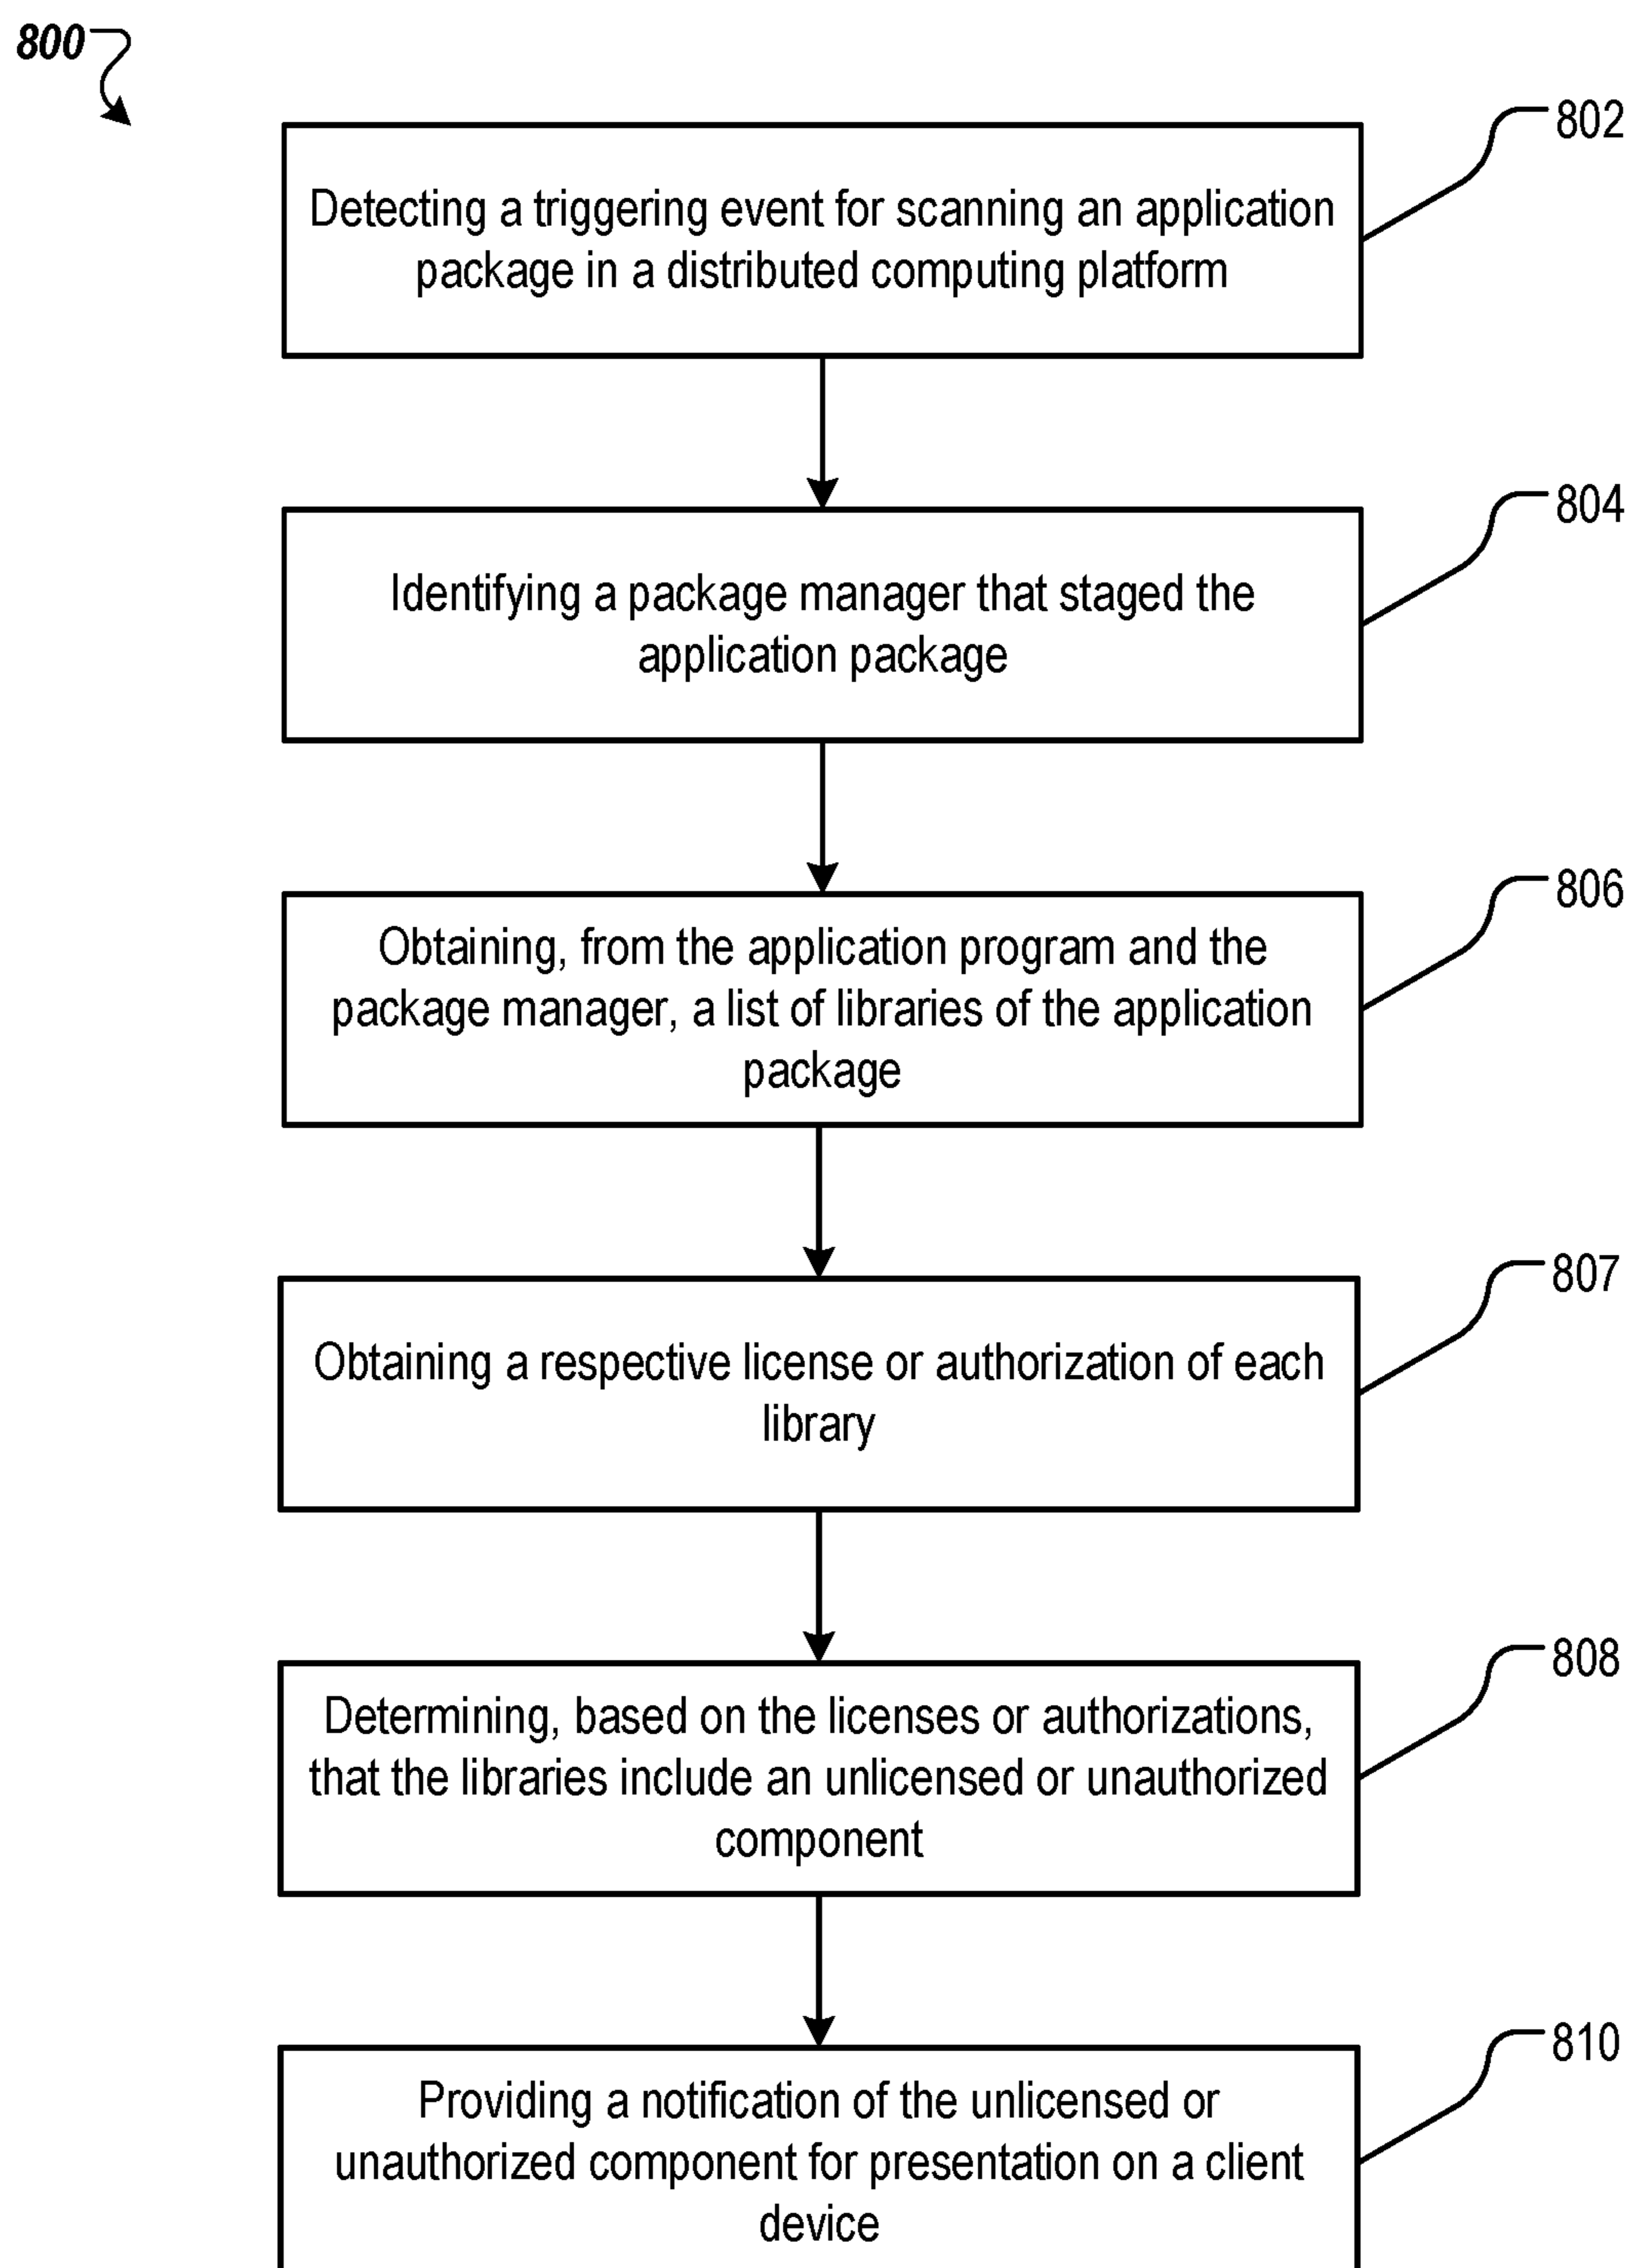 800
802
Detecting a triggering event for scanning an application
package in a distributed computing platform
804
Identifying a package manager that staged the
application package
806
Obtaining, from the application program and the
package manager, a list of libraries of the application
package
807
Obtaining a respective license or authorization of each
library
808
Determining, based on the licenses or authorizations,
that the libraries include an unlicensed or unauthorized
component
810
Providing a notification of the unlicensed or
unauthorized component for presentation on a client
device